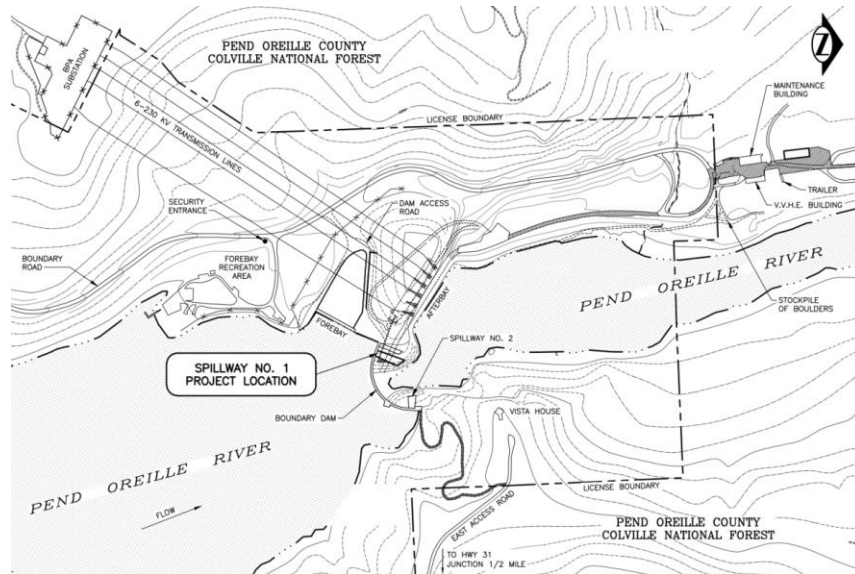 PEND OREILLE COUNTY
COLVILLE NATIONAL FOREST
Z
BPA
SUBSTATION
MAINTENANCE
BUILDING
LICENSE BOUNDARY
6-230 KV TRANSMISSION LINES
TRAILER
V.V.H.E. BUILDING
SECURITY
ENTRANCE
DAM ACCESS
ROAD
BOUNDARY
ROAD
FOREBAY
RECREATION
AREA
PEND OREILLE RIVER
STOCKPILE
OF BOULDERS
FOREBAY
AFTERBAY
SPILLWAY NO. 2
SPILLWAY NO. 1
PROJECT LOCATION
BOUNDARY DAM
VISTA HOUSE
PEND OREILLE RIVER
FLOW
LICENSE BOUNDARY
EAST ACCESS ROAD
PEND OREILLE COUNTY
COLVILLE NATIONAL FOREST
TO HWY 31
JUNCTION 1/2 MILE